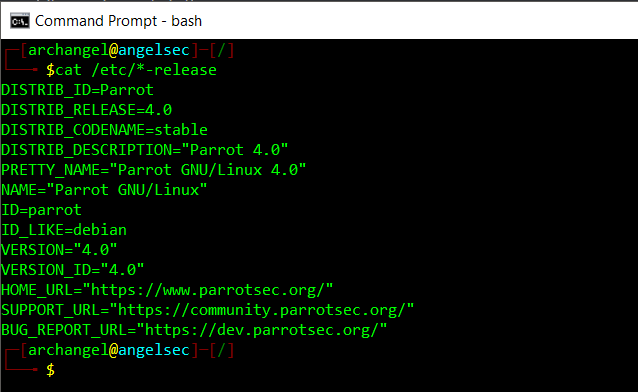 Command Prompt - bash
┌─[archangel@angelsec]─[/]
└──╼ $cat /etc/*-release
DISTRIB_ID=Parrot
DISTRIB_RELEASE=4.0
DISTRIB_CODENAME=stable
DISTRIB_DESCRIPTION="Parrot 4.0"
PRETTY_NAME="Parrot GNU/Linux 4.0"
NAME="Parrot GNU/Linux"
ID=parrot
ID_LIKE=debian
VERSION="4.0"
VERSION_ID="4.0"
HOME_URL="https://www.parrotsec.org/"
SUPPORT_URL="https://community.parrotsec.org/"
BUG_REPORT_URL="https://dev.parrotsec.org/"
┌─[archangel@angelsec]─[/]
└──╼ $